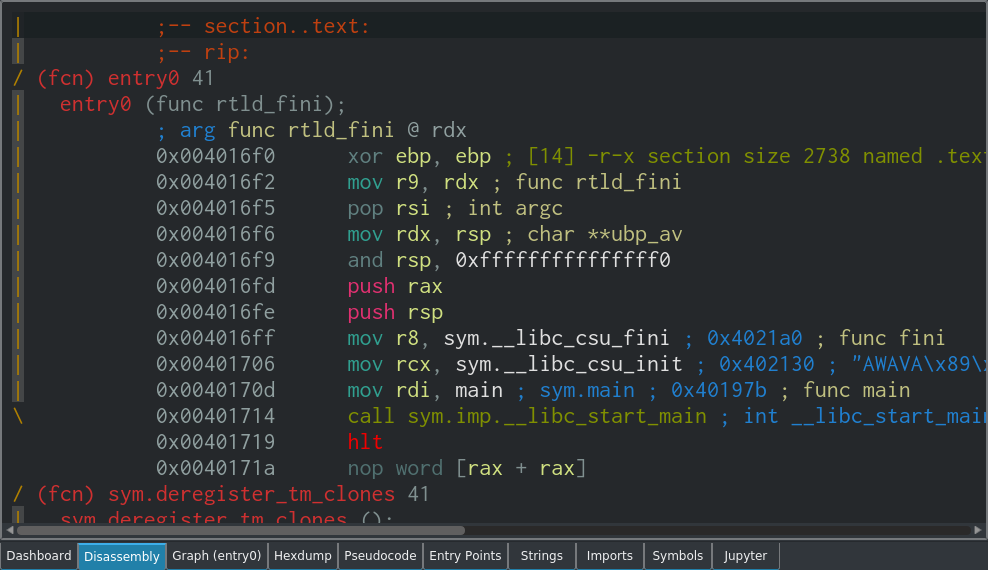 ;-- section..text:
;-- rip:
/ (fcn) entry0 41
entry0 (func rtld_fini);
; arg func rtld_fini @ rdx
0x004016f0 xor ebp, ebp ; [14] -r-x section size 2738 named .tex
0x004016f2 mov r9, rdx ; func rtld_fini
0x004016f5 pop rsi ; int argc
0x004016f6 mov rdx, rsp ; char **ubp_av
0x004016f9 and rsp, 0xfffffffffffffff0
0x004016fd push rax
0x004016fe push rsp
0x004016ff mov r8, sym.__libc_csu_fini ; 0x4021a0 ; func fini
0x00401706 mov rcx, sym.__libc_csu_init ; 0x402130 ; "AWAVA\x89\x
0x0040170d mov rdi, main ; sym.main ; 0x40197b ; func main
\ 0x00401714 call sym.imp.__libc_start_main ; int __libc_start_main
0x00401719 hlt
0x0040171a nop word [rax + rax]
/ (fcn) sym.deregister_tm_clones 41
sym.deregister_tm_clones ();
Dashboard Disassembly Graph (entry0) Hexdump Pseudocode Entry Points Strings Imports Symbols Jupyter